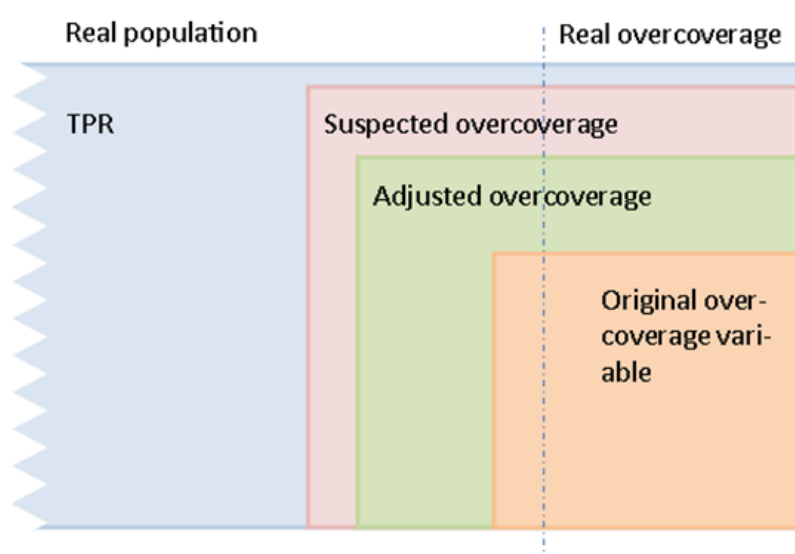 Real population
Real overcoverage
TPR
Suspected overcoverage
Adjusted overcoverage
Original over-
coverage vari-
able